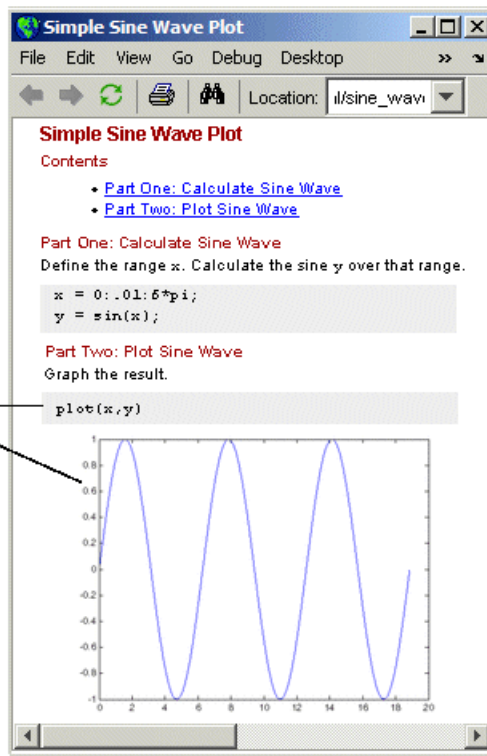 Simple Sine Wave Plot
File Edit View Go Debug Desktop »
Location: il/sine_wav
Simple Sine Wave Plot
Contents
• Part One: Calculate Sine Wave
• Part Two: Plot Sine Wave
Part One: Calculate Sine Wave
Define the range x. Calculate the sine y over that range.
x = 0:.01:6*pi;
y = sin(x);
Part Two: Plot Sine Wave
Graph the result.
plot(x,y)
1
0.8
0.6
0.4
0.2
0
-0.2
-0.4
-0.6
-0.8
-1
0 2 4 6 8 10 12 14 16 18 20